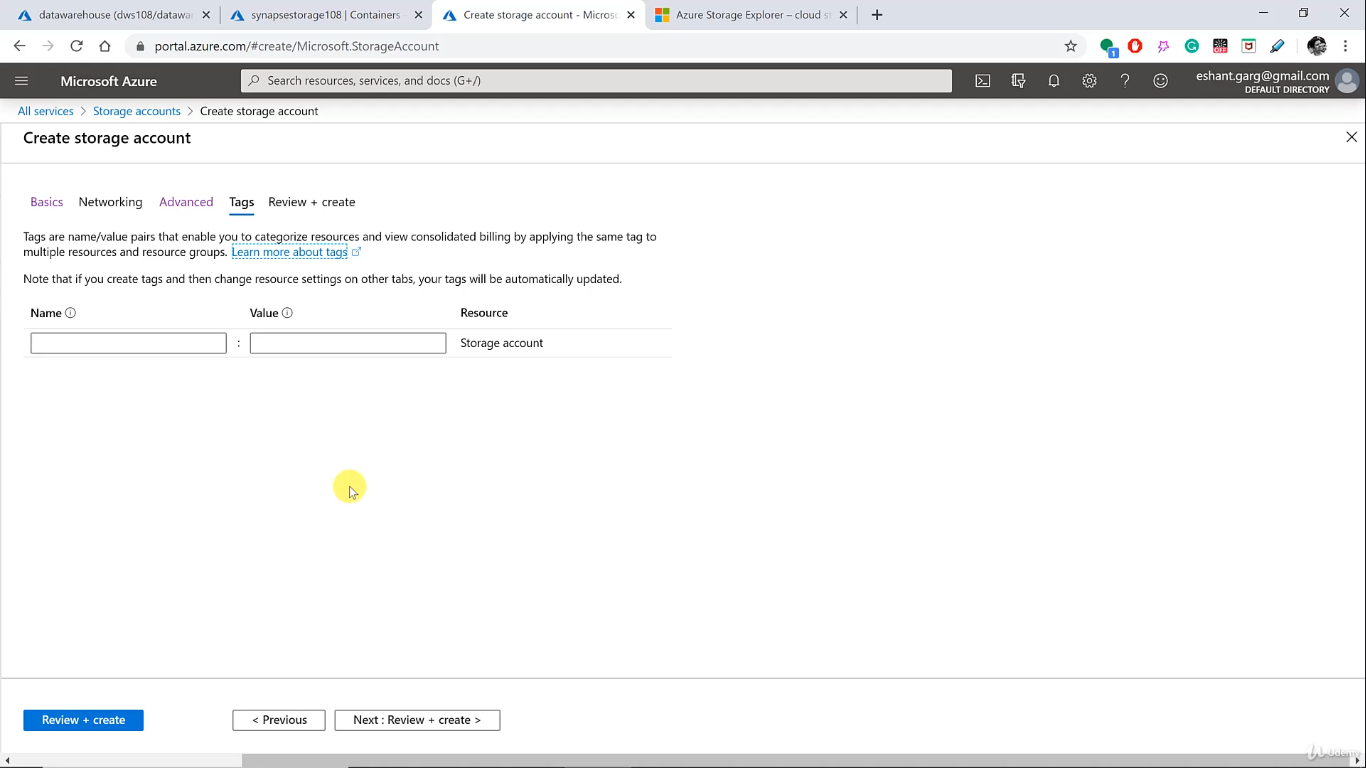 datawarehouse (dws108/datawar
synapsestorage108 | Containers
Create storage account - Micros
Azure Storage Explorer – cloud st
portal.azure.com/#create/Microsoft.StorageAccount
1
OFF
Microsoft Azure
Search resources, services, and docs (G+/)
eshant.garg@gmail.com
DEFAULT DIRECTORY
All services > Storage accounts > Create storage account
Create storage account
Basics Networking Advanced Tags Review + create
Tags are name/value pairs that enable you to categorize resources and view consolidated billing by applying the same tag to
multiple resources and resource groups. Learn more about tags
Note that if you create tags and then change resource settings on other tabs, your tags will be automatically updated.
Name Value Resource
: Storage account
Review + create < Previous Next : Review + create >
Udemy